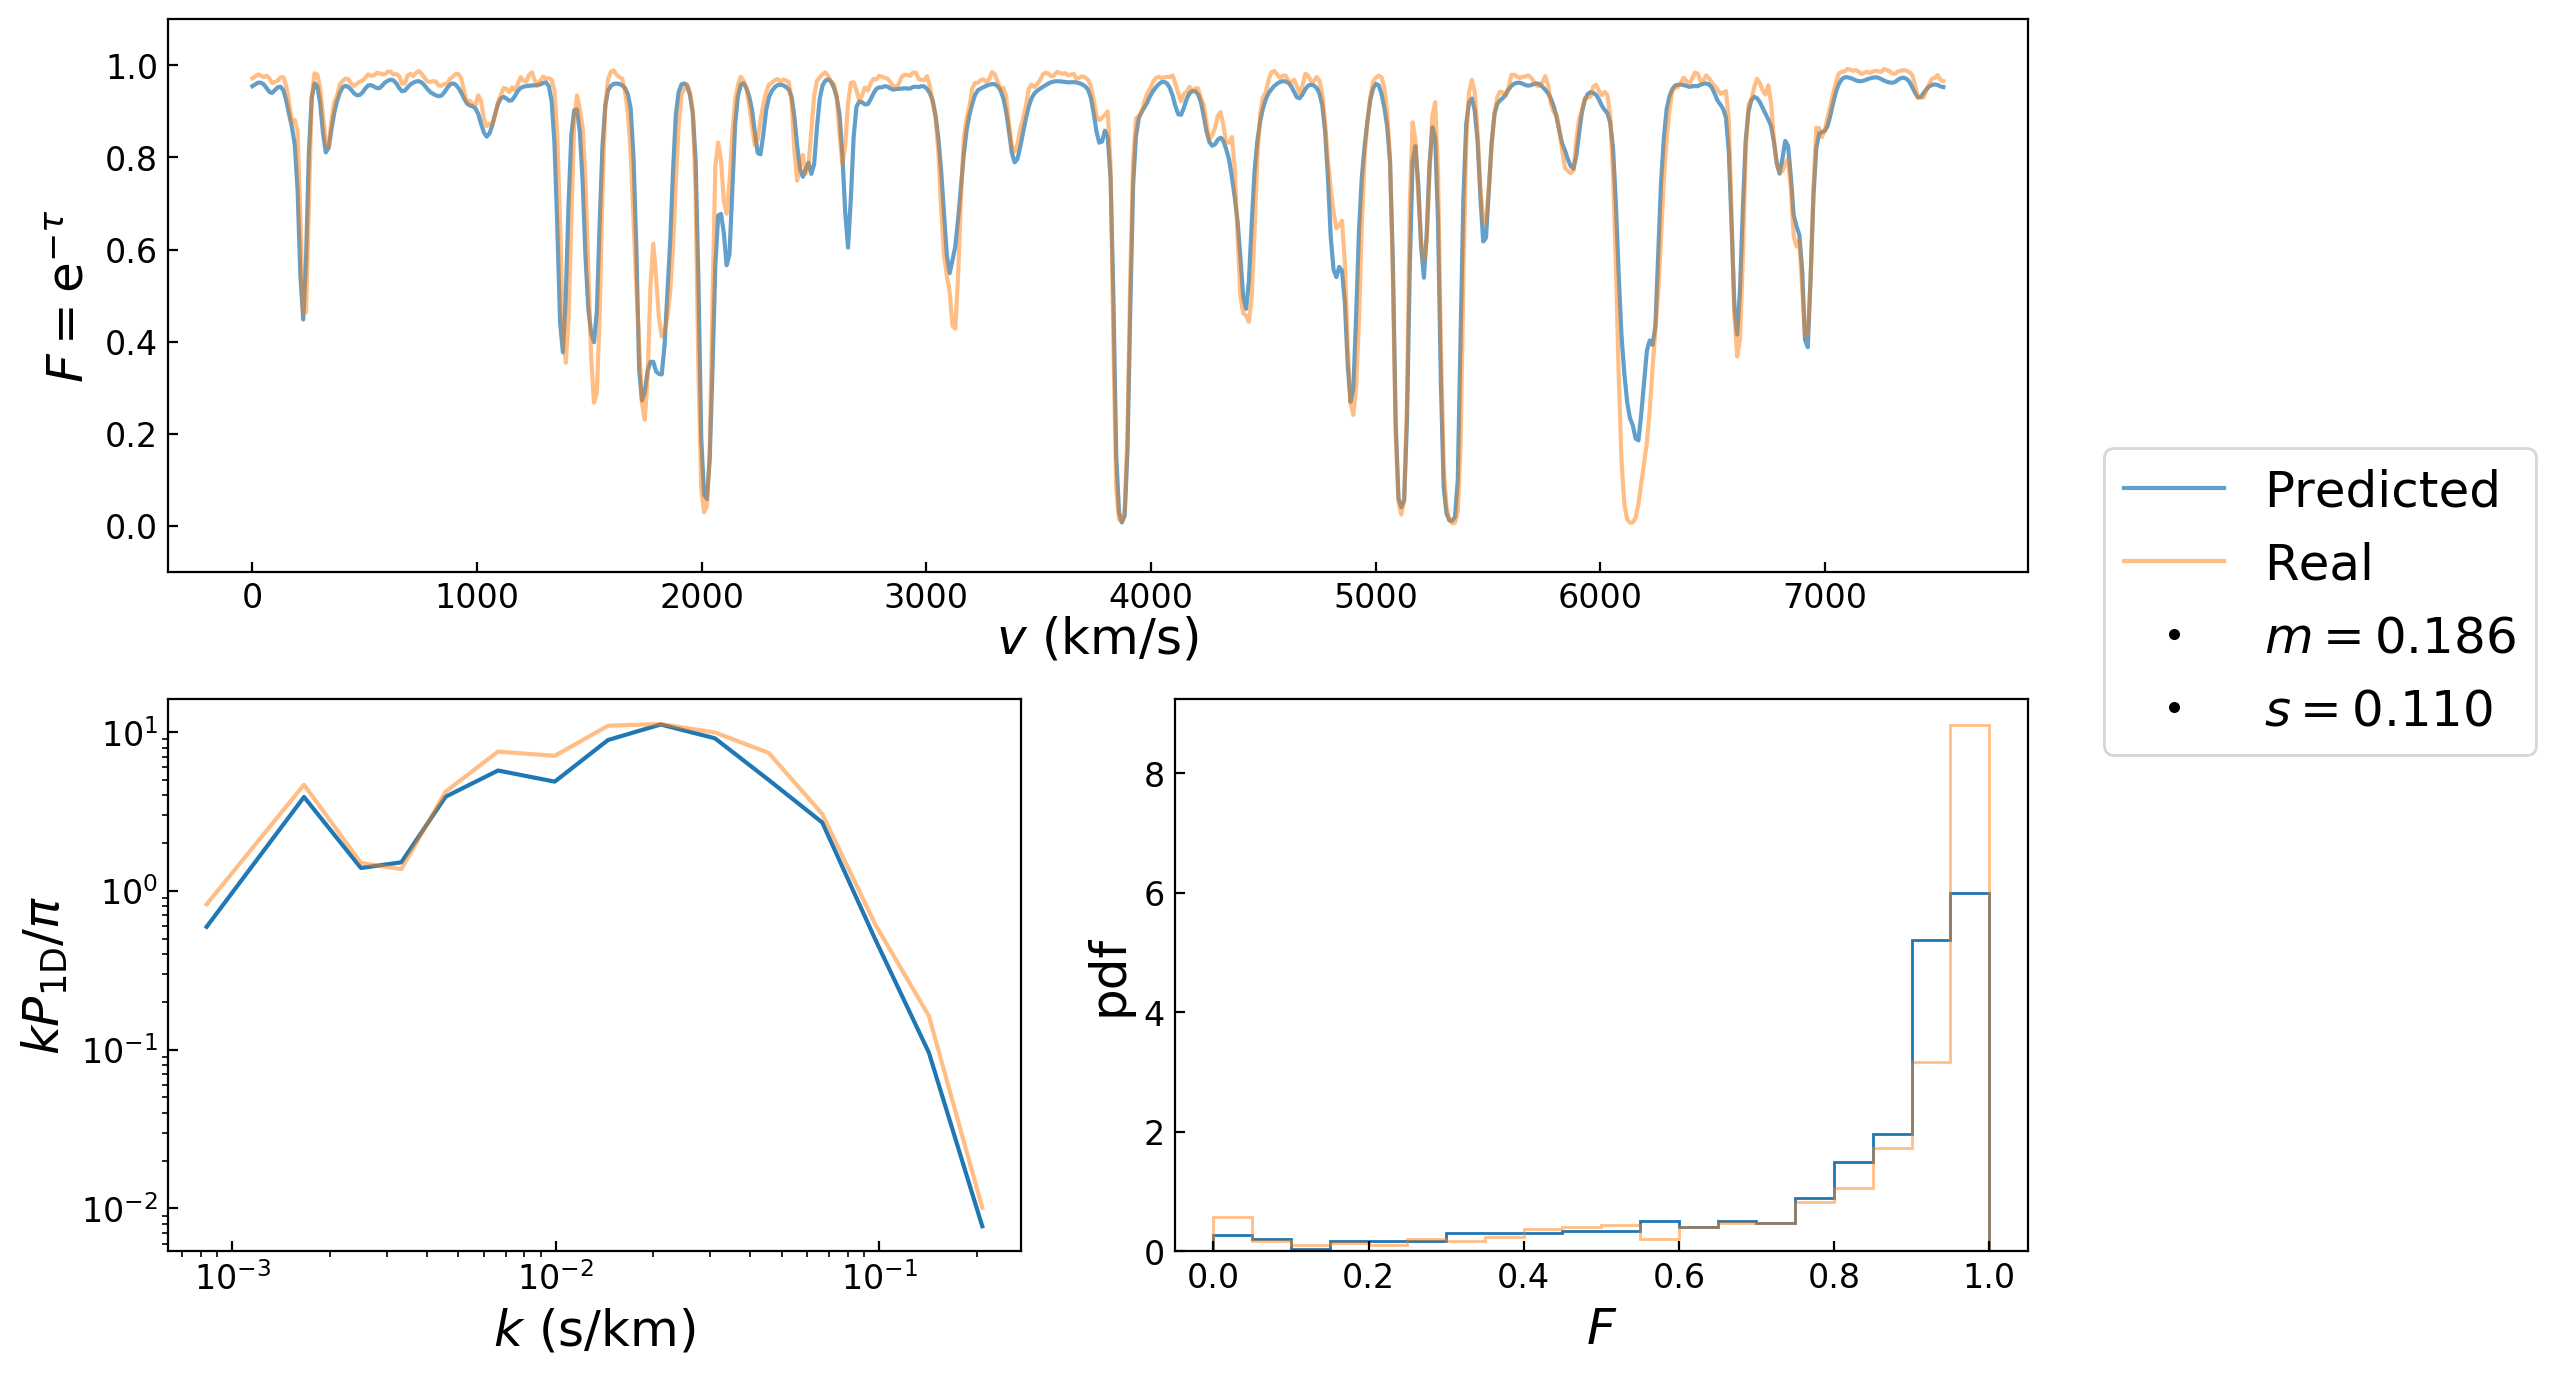 1.0
0.8
0.6
0.4
0.2
0.0
F = e^{−τ}
0 1000 2000 3000 4000 5000 6000 7000
v (km/s)
Predicted
Real
m = 0.186
s = 0.110
10^1
10^0
10^{−1}
10^{−2}
kP_{1D}/π
10^{−3} 10^{−2} 10^{−1}
k (s/km)
8
6
4
2
0
pdf
0.0 0.2 0.4 0.6 0.8 1.0
F